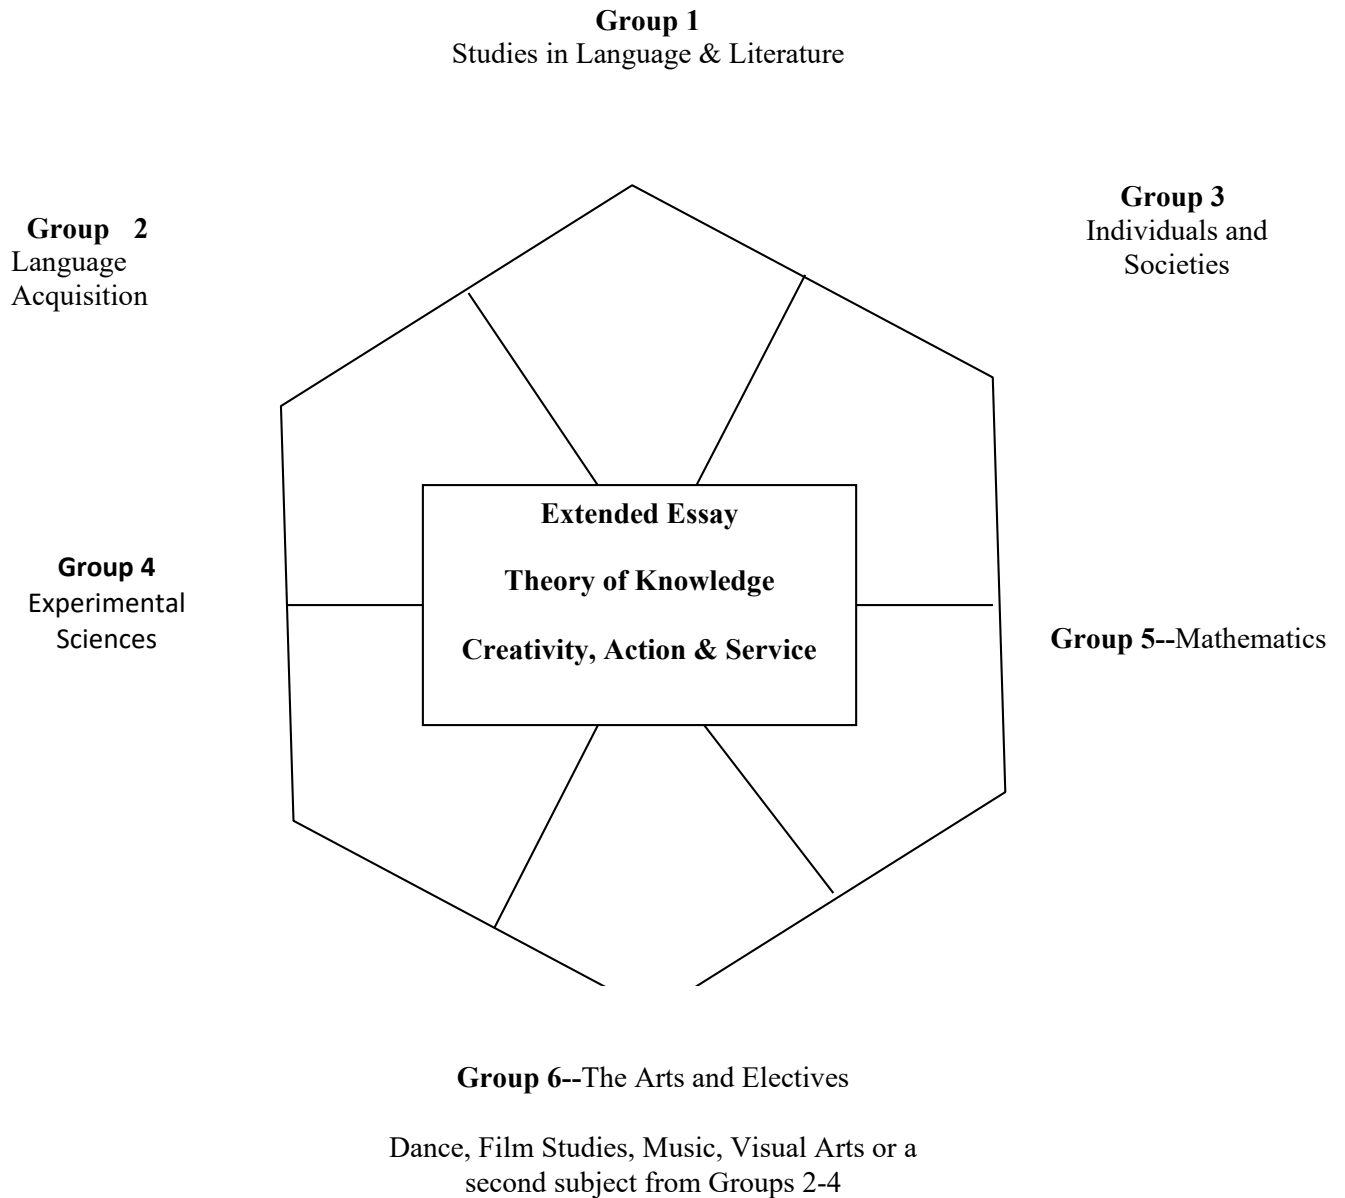 Group 1
Studies in Language & Literature
Group 2
Language
Acquisition
Group 3
Individuals and
Societies
Extended Essay
Theory of Knowledge
Creativity, Action & Service
Group 4
Experimental
Sciences
Group 5--Mathematics
Group 6--The Arts and Electives
Dance, Film Studies, Music, Visual Arts or a
second subject from Groups 2-4